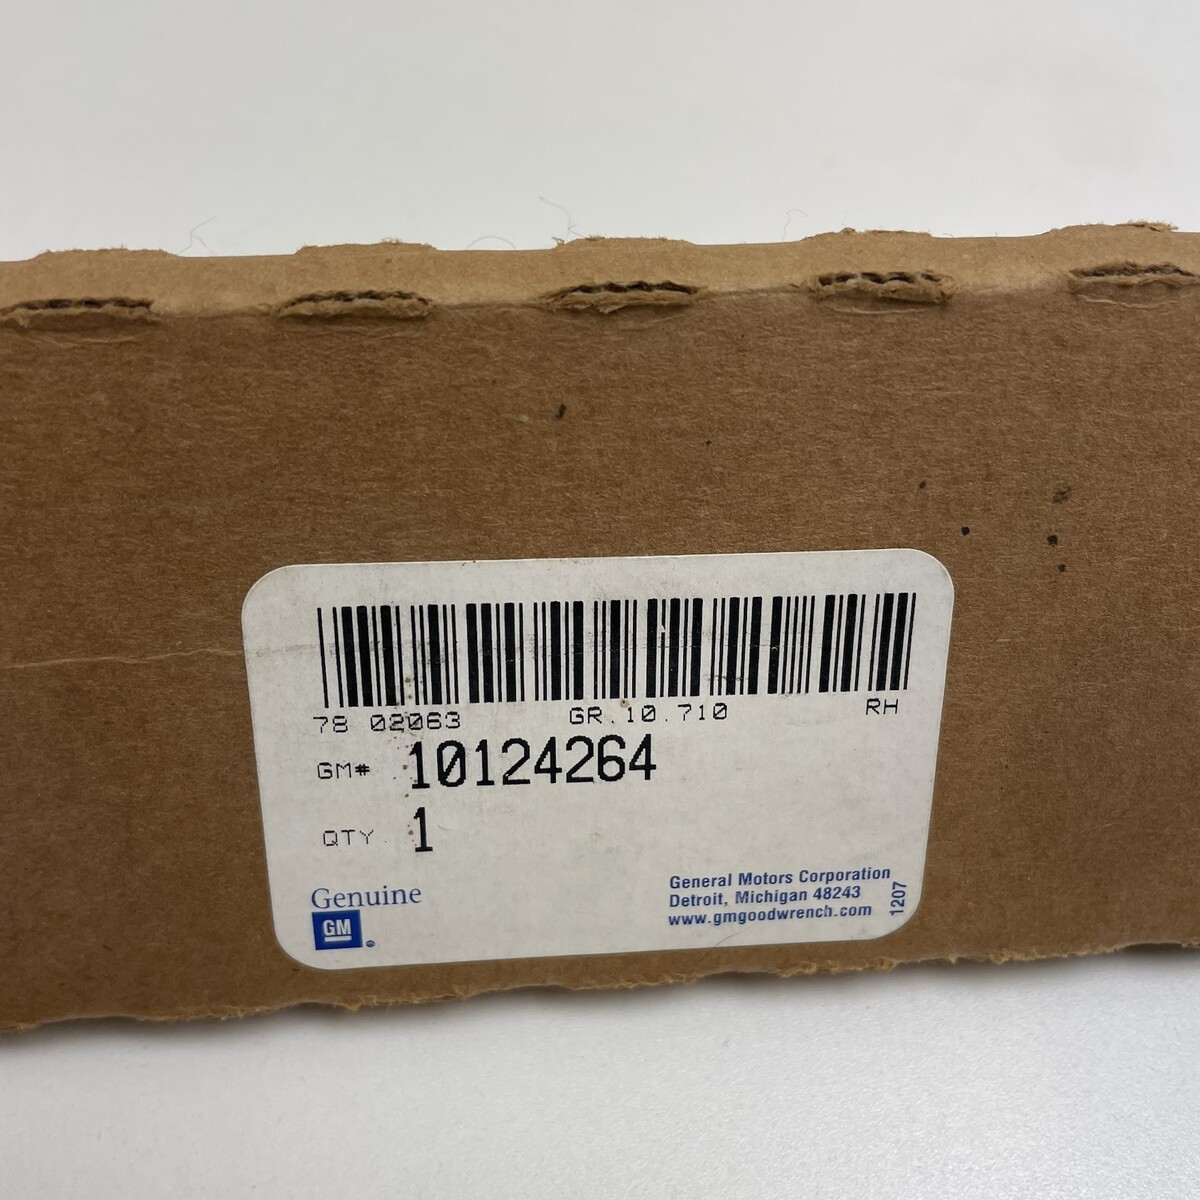 78 02063 GR.10.710 RH
GM# 10124264
QTY 1
Genuine
GM
®
General Motors Corporation
Detroit, Michigan 48243
www.gmgoodwrench.com
1207